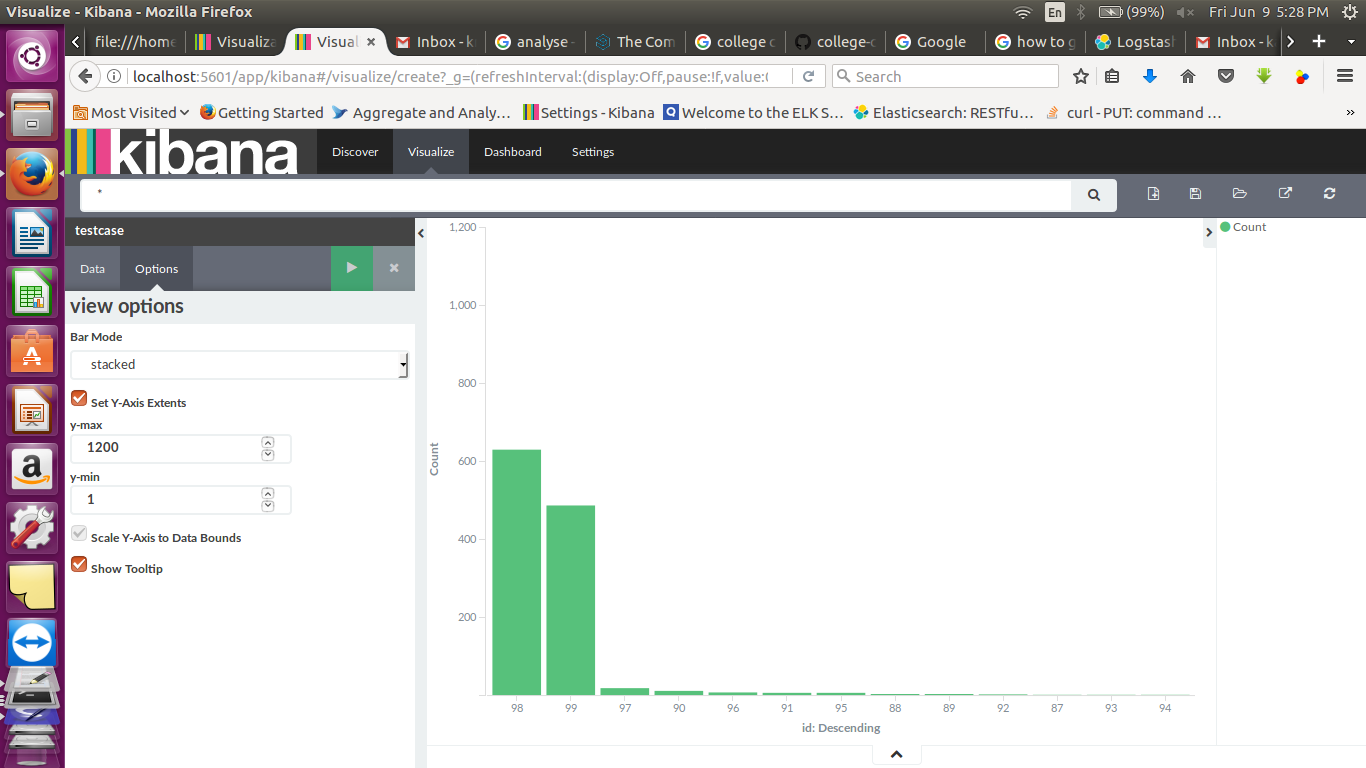 Visualize - Kibana - Mozilla Firefox
En
(99%)
Fri Jun 9 5:28 PM
file:///home
Visualiza
Visual
Inbox - k
analyse -
The Com
college c
college-c
Google
how to g
Logstash
Inbox - k
localhost:5601/app/kibana#/visualize/create?_g=(refreshInterval:(display:Off,pause:!f,value:0
Search
Most Visited
Getting Started
Aggregate and Analy...
Settings - Kibana
Welcome to the ELK S...
Elasticsearch: RESTfu...
curl - PUT: command ...
»
kibana
Discover
Visualize
Dashboard
Settings
*
testcase
Data
Options
view options
Bar Mode
stacked
Set Y-Axis Extents
y-max
1200
y-min
1
Scale Y-Axis to Data Bounds
Show Tooltip
Count
1,200
1,000
800
600
400
200
98 99 97 90 96 91 95 88 89 92 87 93 94
id: Descending
Count